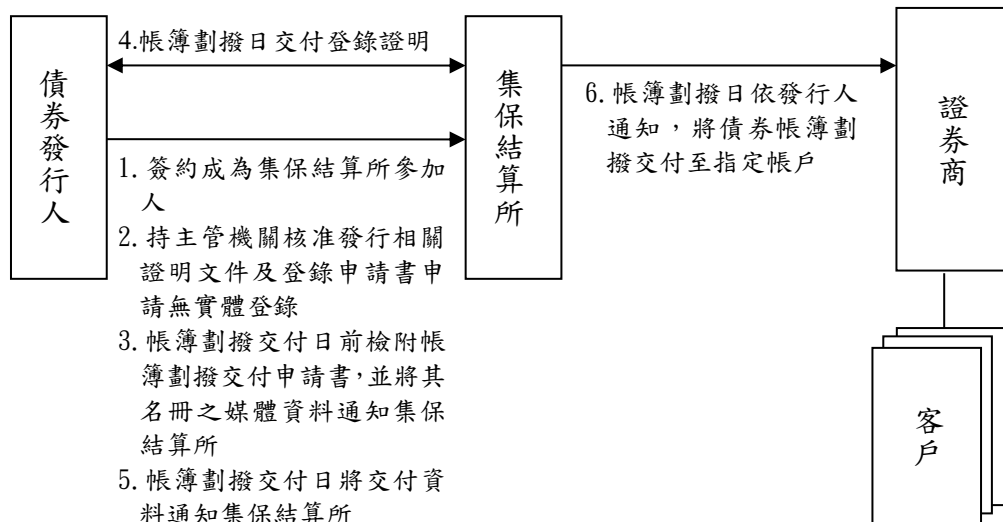 債券發行人
4.帳簿劃撥日交付登錄證明
1. 簽約成為集保結算所參加
人
2. 持主管機關核准發行相關
證明文件及登錄申請書申
請無實體登錄
3. 帳簿劃撥交付日前檢附帳
簿劃撥交付申請書,並將其
名冊之媒體資料通知集保
結算所
5. 帳簿劃撥交付日將交付資
料通知集保結算所
集保結算所
6. 帳簿劃撥日依發行人
通知，將債券帳簿劃
撥交付至指定帳戶
證券商
客戶